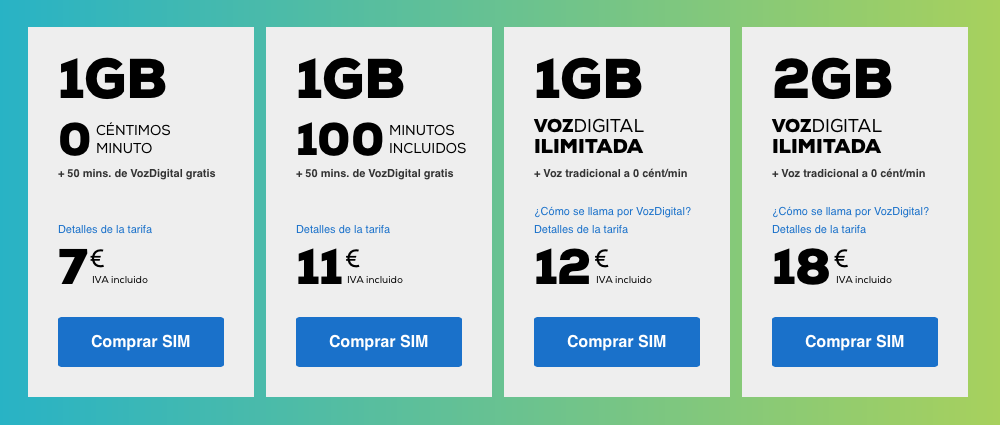 1GB
0 CÉNTIMOS
MINUTO
+ 50 mins. de VozDigital gratis
Detalles de la tarifa
7€
IVA incluido
Comprar SIM
1GB
100 MINUTOS
INCLUIDOS
+ 50 mins. de VozDigital gratis
Detalles de la tarifa
11€
IVA incluido
Comprar SIM
1GB
VOZDIGITAL
ILIMITADA
+ Voz tradicional a 0 cént/min
¿Cómo se llama por VozDigital?
Detalles de la tarifa
12€
IVA incluido
Comprar SIM
2GB
VOZDIGITAL
ILIMITADA
+ Voz tradicional a 0 cént/min
¿Cómo se llama por VozDigital?
Detalles de la tarifa
18€
IVA incluido
Comprar SIM